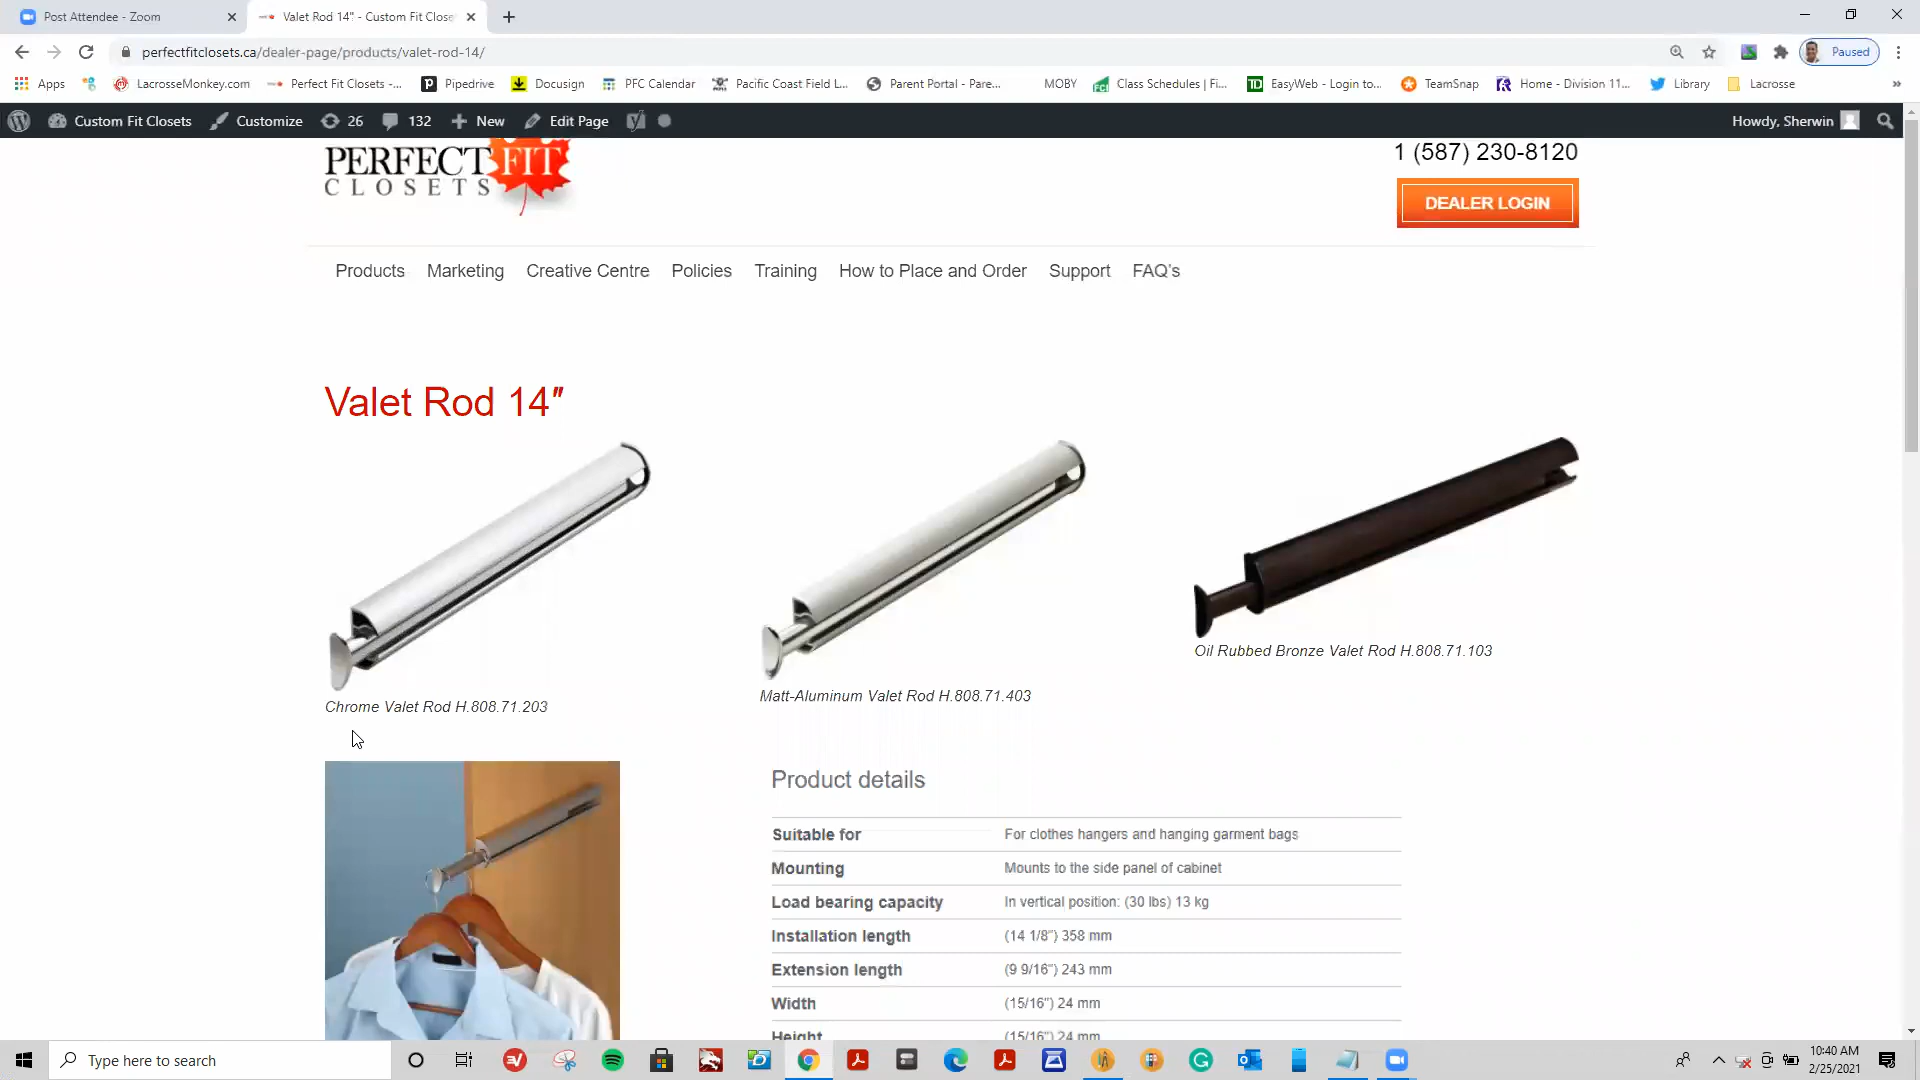 Post Attendee - Zoom
Valet Rod 14" - Custom Fit Close
perfectfitclosets.ca/dealer-page/products/valet-rod-14/
Paused
Apps
LacrosseMonkey.com
Perfect Fit Closets -...
Pipedrive
Docusign
PFC Calendar
Pacific Coast Field L...
Parent Portal - Pare...
MOBY
Class Schedules | Fi...
EasyWeb - Login to...
TeamSnap
Home - Division 11...
Library
Lacrosse
»
Custom Fit Closets
Customize
26
132
New
Edit Page
Howdy, Sherwin
PERFECT FIT
CLOSETS
1 (587) 230-8120
DEALER LOGIN
Products
Marketing
Creative Centre
Policies
Training
How to Place and Order
Support
FAQ's
Valet Rod 14″
Oil Rubbed Bronze Valet Rod H.808.71.103
Matt-Aluminum Valet Rod H.808.71.403
Chrome Valet Rod H.808.71.203
Product details
Suitable for For clothes hangers and hanging garment bags
Mounting Mounts to the side panel of cabinet
Load bearing capacity In vertical position: (30 lbs) 13 kg
Installation length (14 1/8") 358 mm
Extension length (9 9/16") 243 mm
Width (15/16") 24 mm
Height (15/16") 24 mm
Type here to search
10:40 AM
2/25/2021